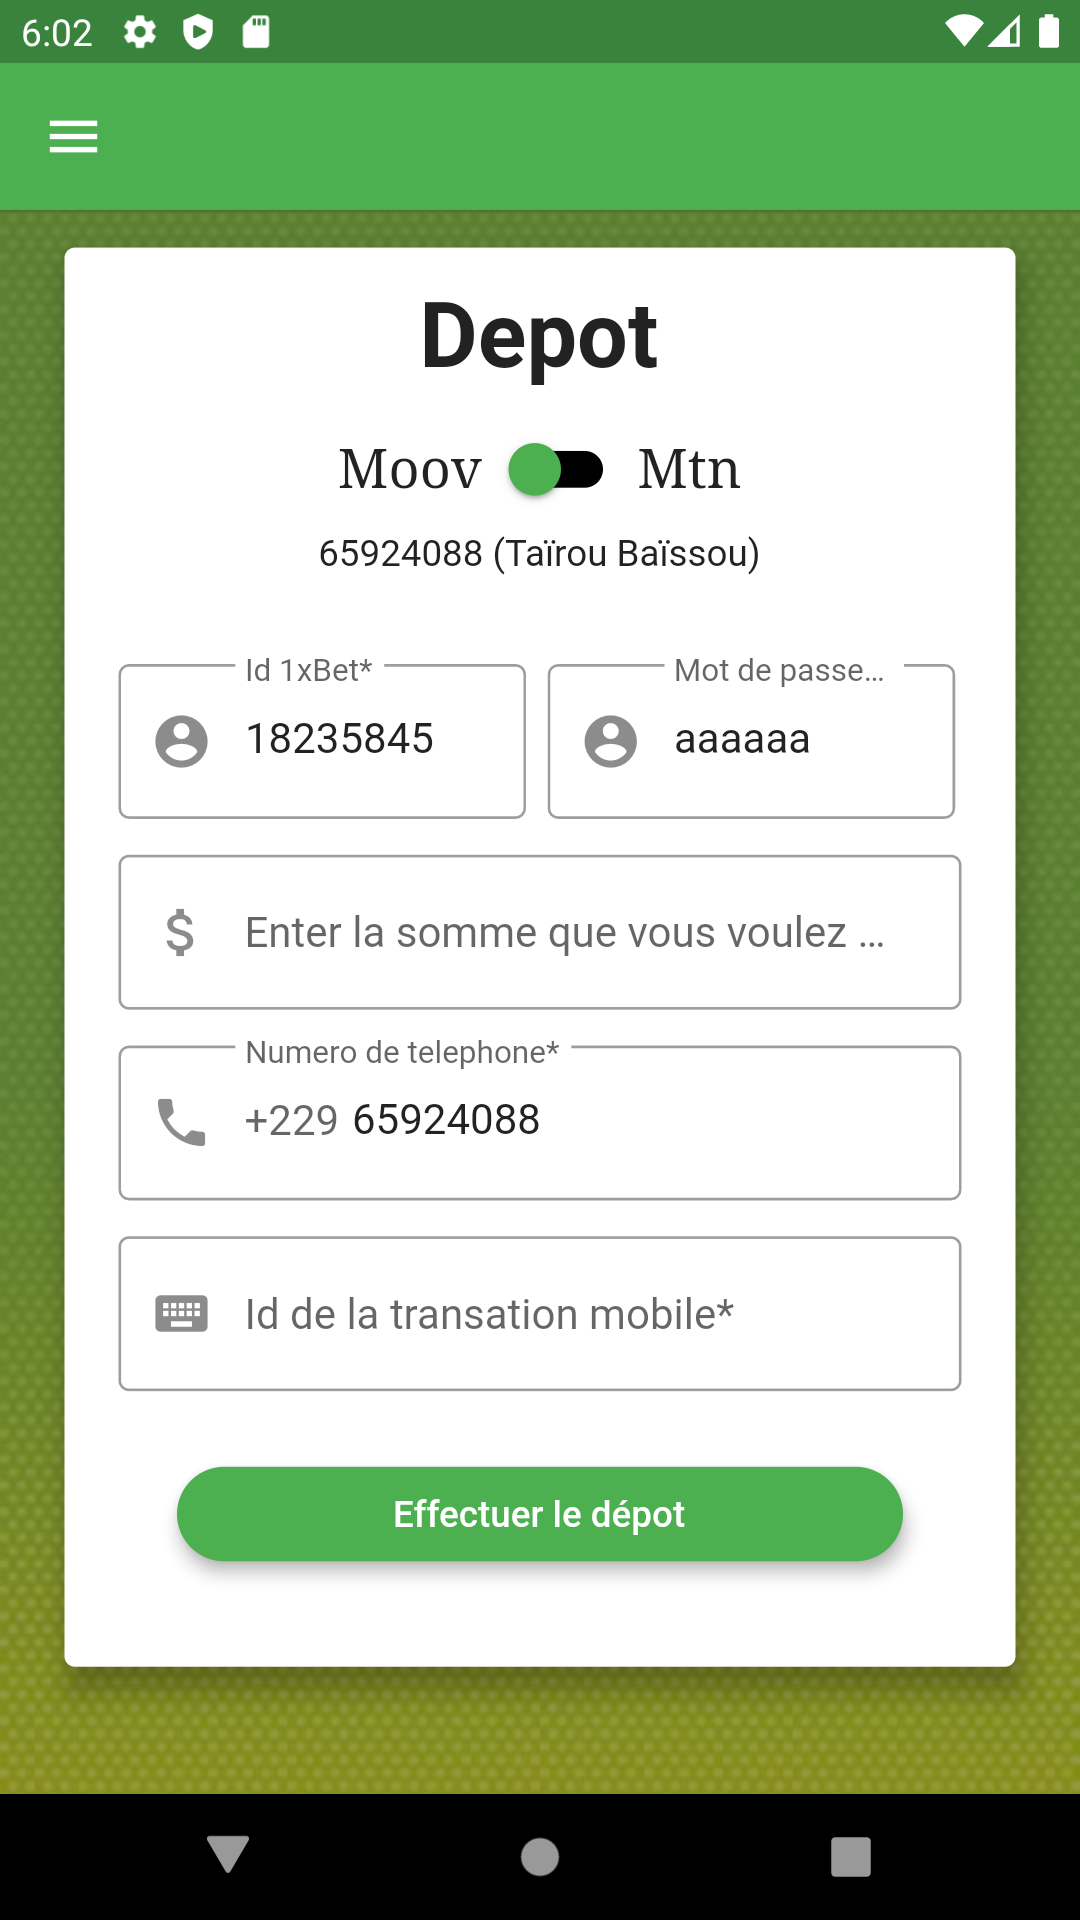 6:02
Depot
Moov Mtn
65924088 (Taïrou Baïssou)
Id 1xBet* Mot de passe...
18235845 aaaaaa
$ Enter la somme que vous voulez ...
Numero de telephone*
+229 65924088
Id de la transation mobile*
Effectuer le dépôt